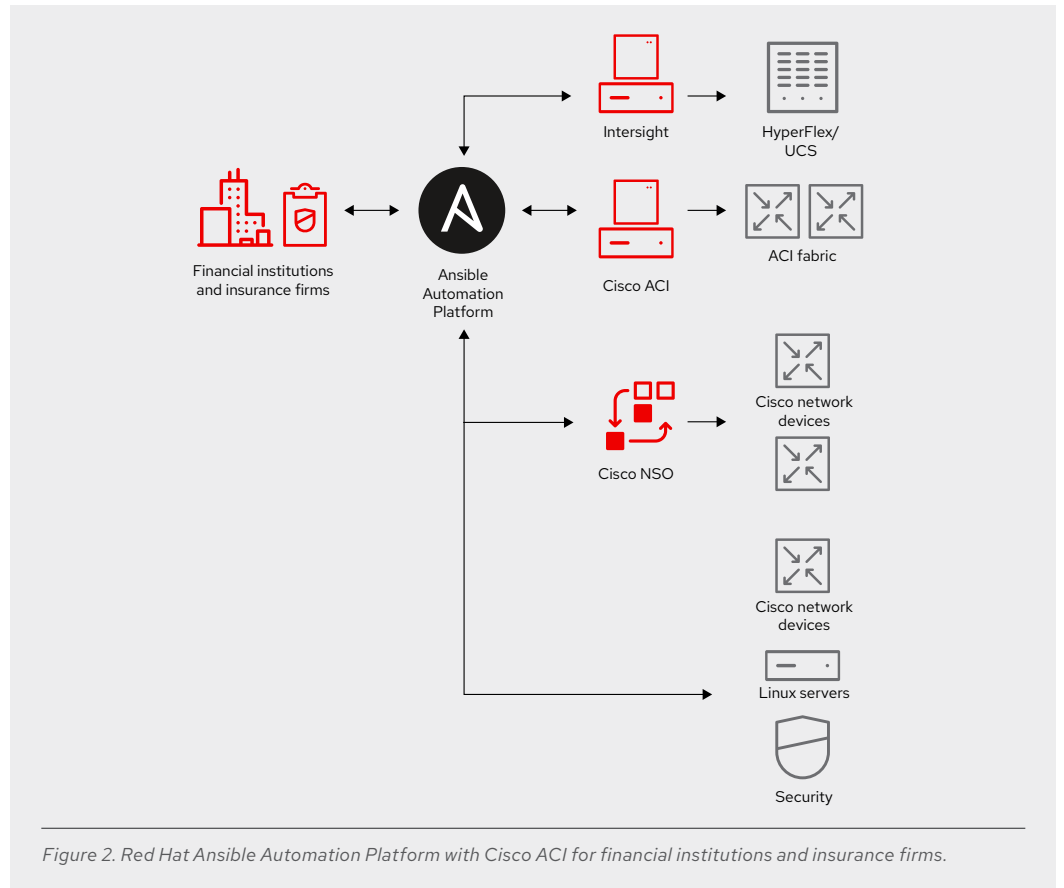 Intersight
HyperFlex/
UCS
Financial institutions
and insurance firms
Ansible
Automation
Platform
Cisco ACI
ACI fabric
Cisco network
devices
Cisco NSO
Cisco network
devices
Linux servers
Security
Figure 2. Red Hat Ansible Automation Platform with Cisco ACI for financial institutions and insurance firms.